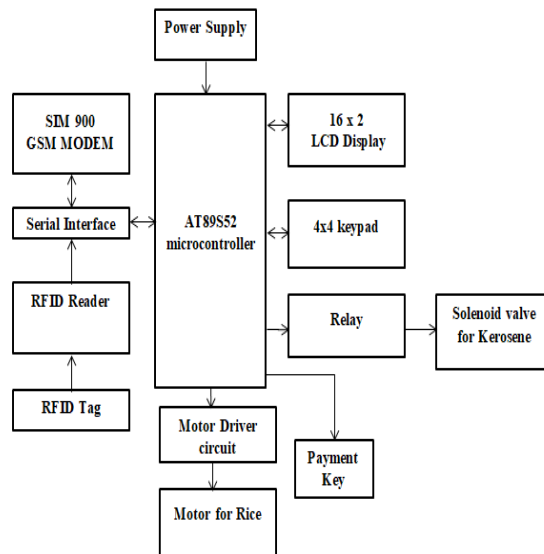 Power Supply
SIM 900
GSM MODEM
16 x 2
LCD Display
AT89S52
microcontroller
Serial Interface
4x4 keypad
RFID Reader
Relay
Solenoid valve
for Kerosene
RFID Tag
Motor Driver
circuit
Payment
Key
Motor for Rice